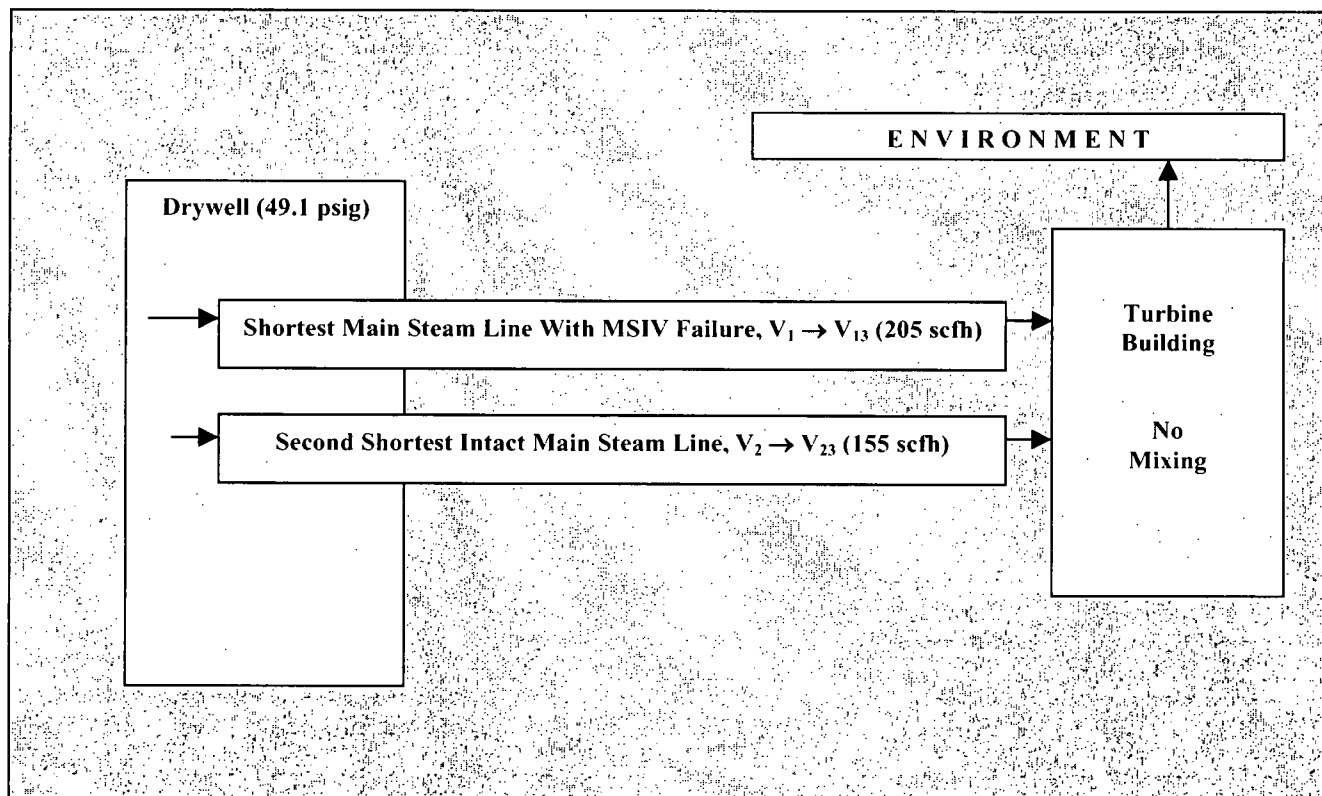 ENVIRONMENT
Drywell (49.1 psig)
Shortest Main Steam Line With MSIV Failure, V₁ → V₁₃ (205 scfh)
Turbine
Building
Second Shortest Intact Main Steam Line, V₂ → V₂₃ (155 scfh)
No
Mixing